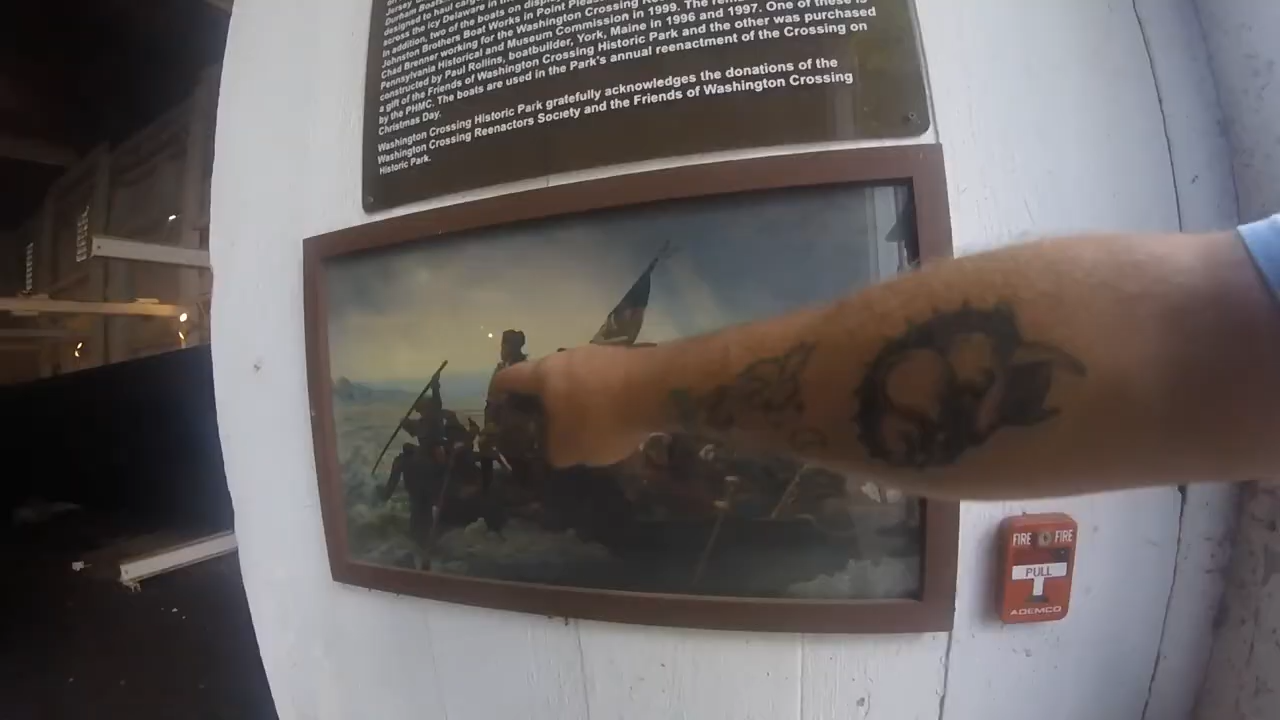 Durham Boats
designed to haul cargo
across the icy Delaware in
In addition, two of the boats on display
Johnston Brothers Boat Works in Point Pleas
Chad Brenner working for the Washington Crossing
Pennsylvania Historical and Museum Commission in 1999. The
constructed by Paul Rollins, boatbuilder, York, Maine in 1996 and 1997. One of these
a gift of the Friends of Washington Crossing Historic Park and the other was purchased
by the PHMC. The boats are used in the Park's annual reenactment of the Crossing on
Christmas Day.
Washington Crossing Historic Park gratefully acknowledges the donations of the
Washington Crossing Reenactors Society and the Friends of Washington Crossing
Historic Park.
FIRE FIRE
PULL
ADEMCO